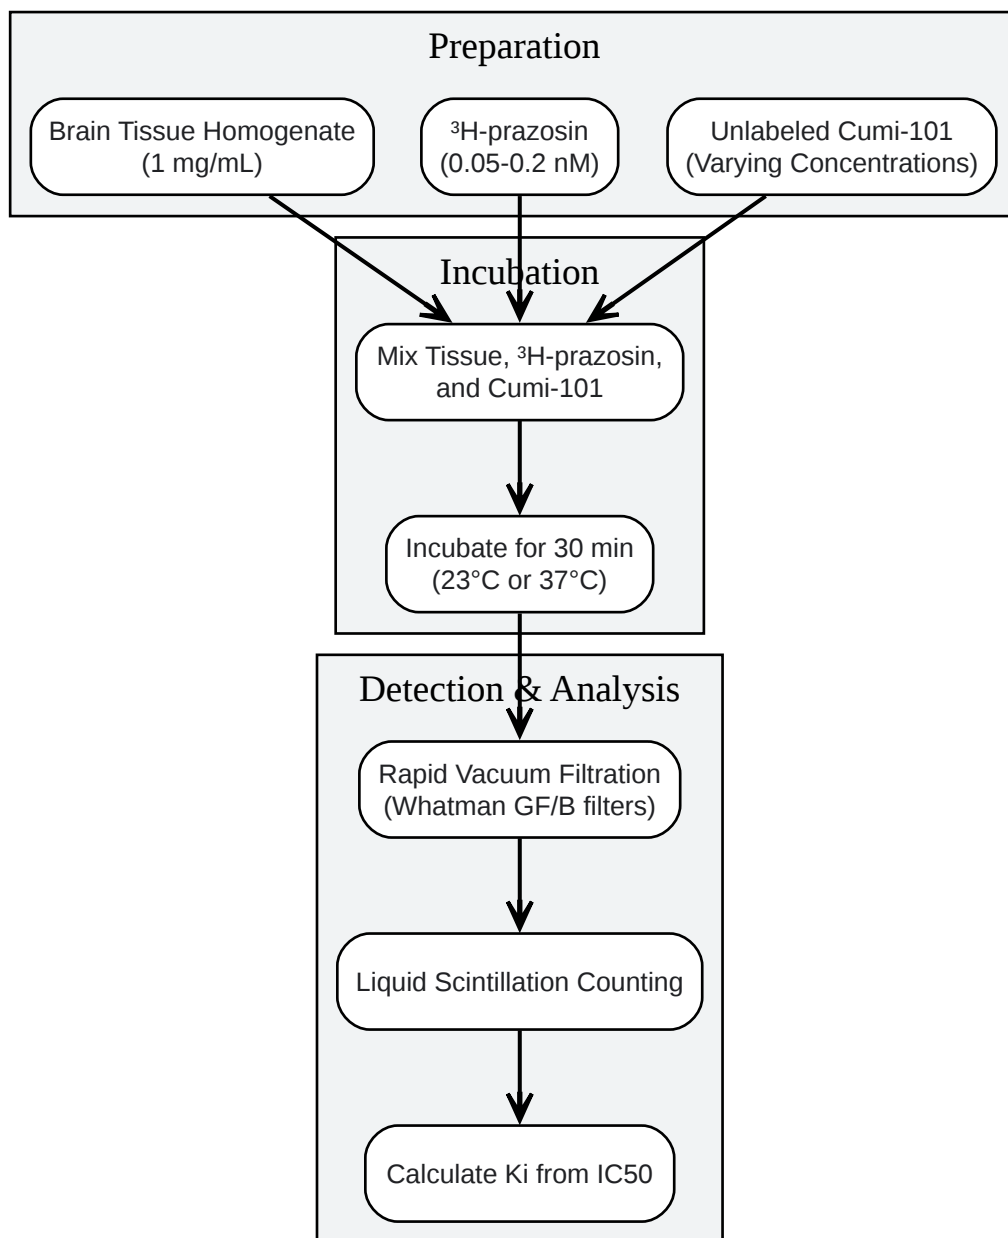 Preparation
Brain Tissue Homogenate
(1 mg/mL)
³H-prazosin
(0.05-0.2 nM)
Unlabeled Cumi-101
(Varying Concentrations)
Incubation
Mix Tissue, ³H-prazosin,
and Cumi-101
Incubate for 30 min
(23°C or 37°C)
Detection & Analysis
Rapid Vacuum Filtration
(Whatman GF/B filters)
Liquid Scintillation Counting
Calculate Ki from IC50